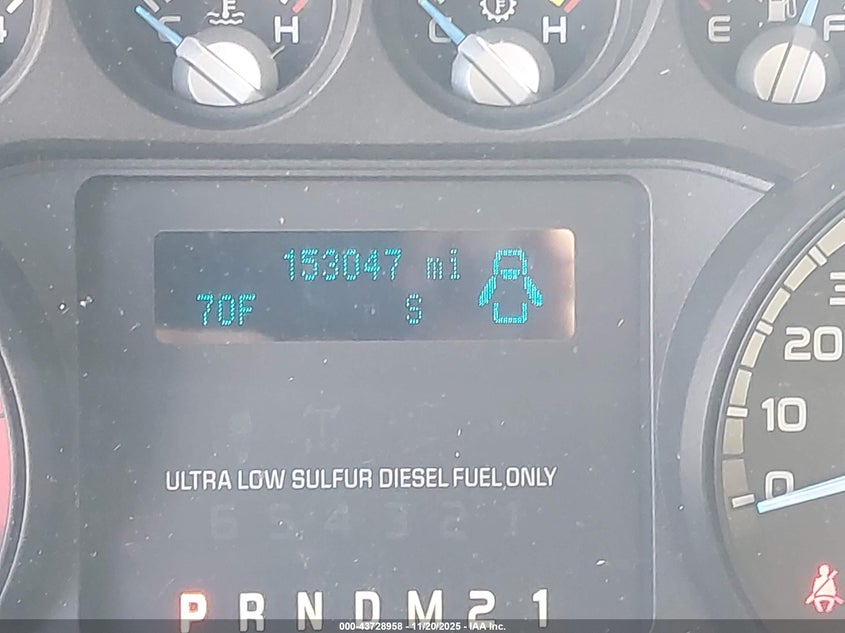 C H
C F H
E F
153047 mi
70F S
30
20
10
0
ULTRA LOW SULFUR DIESEL FUEL ONLY
6 5 4 3 2 1
P R N D M 2 1
000-43728958 - 11/20/2025 - IAA Inc.